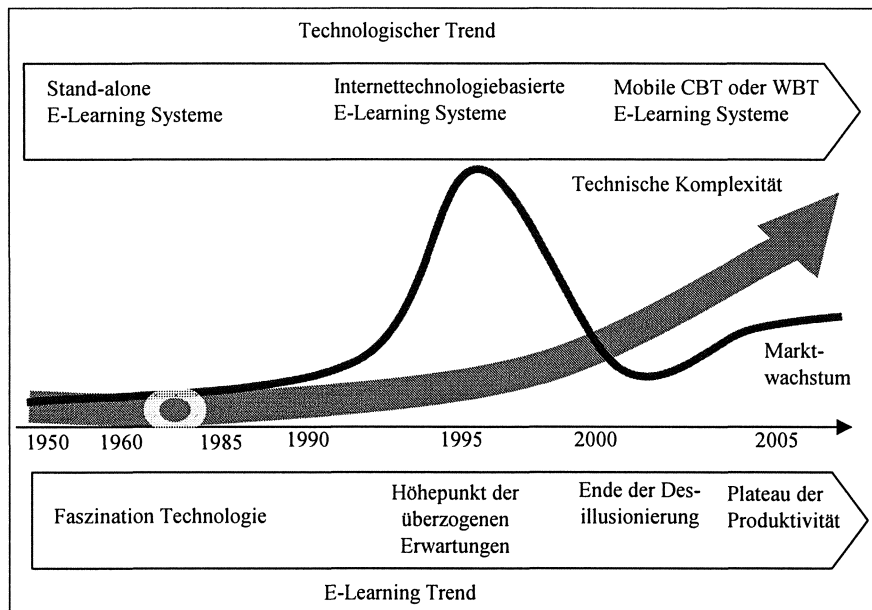 Technologischer Trend
Stand-alone
E-Learning Systeme
Internettechnologiebasierte
E-Learning Systeme
Mobile CBT oder WBT
E-Learning Systeme
Technische Komplexität
Markt-
wachstum
1950 1960 1985 1990 1995 2000 2005
Faszination Technologie
Höhepunkt der
überzogenen
Erwartungen
Ende der Des-
illusionierung
Plateau der
Produktivität
E-Learning Trend